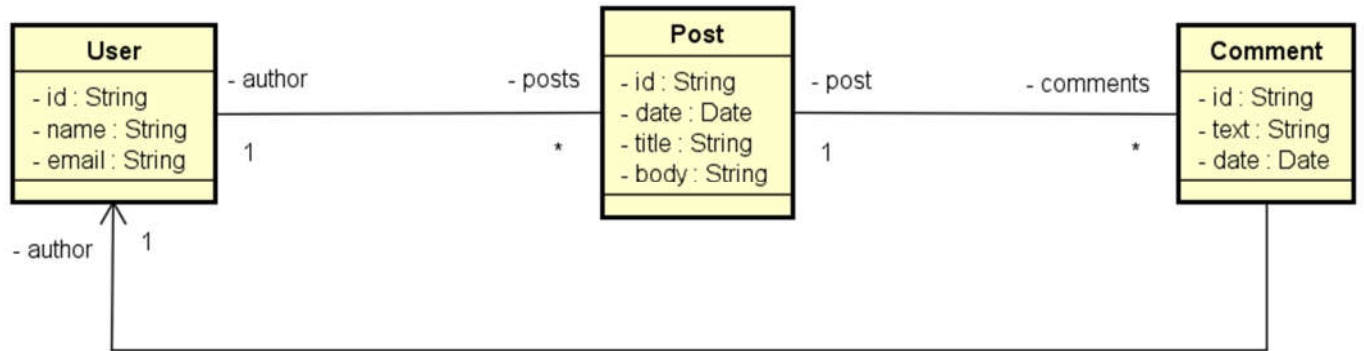 User
- id : String
- name : String
- email : String
- author
1
- posts
*
Post
- id : String
- date : Date
- title : String
- body : String
- post
1
- comments
*
Comment
- id : String
- text : String
- date : Date
- author
1